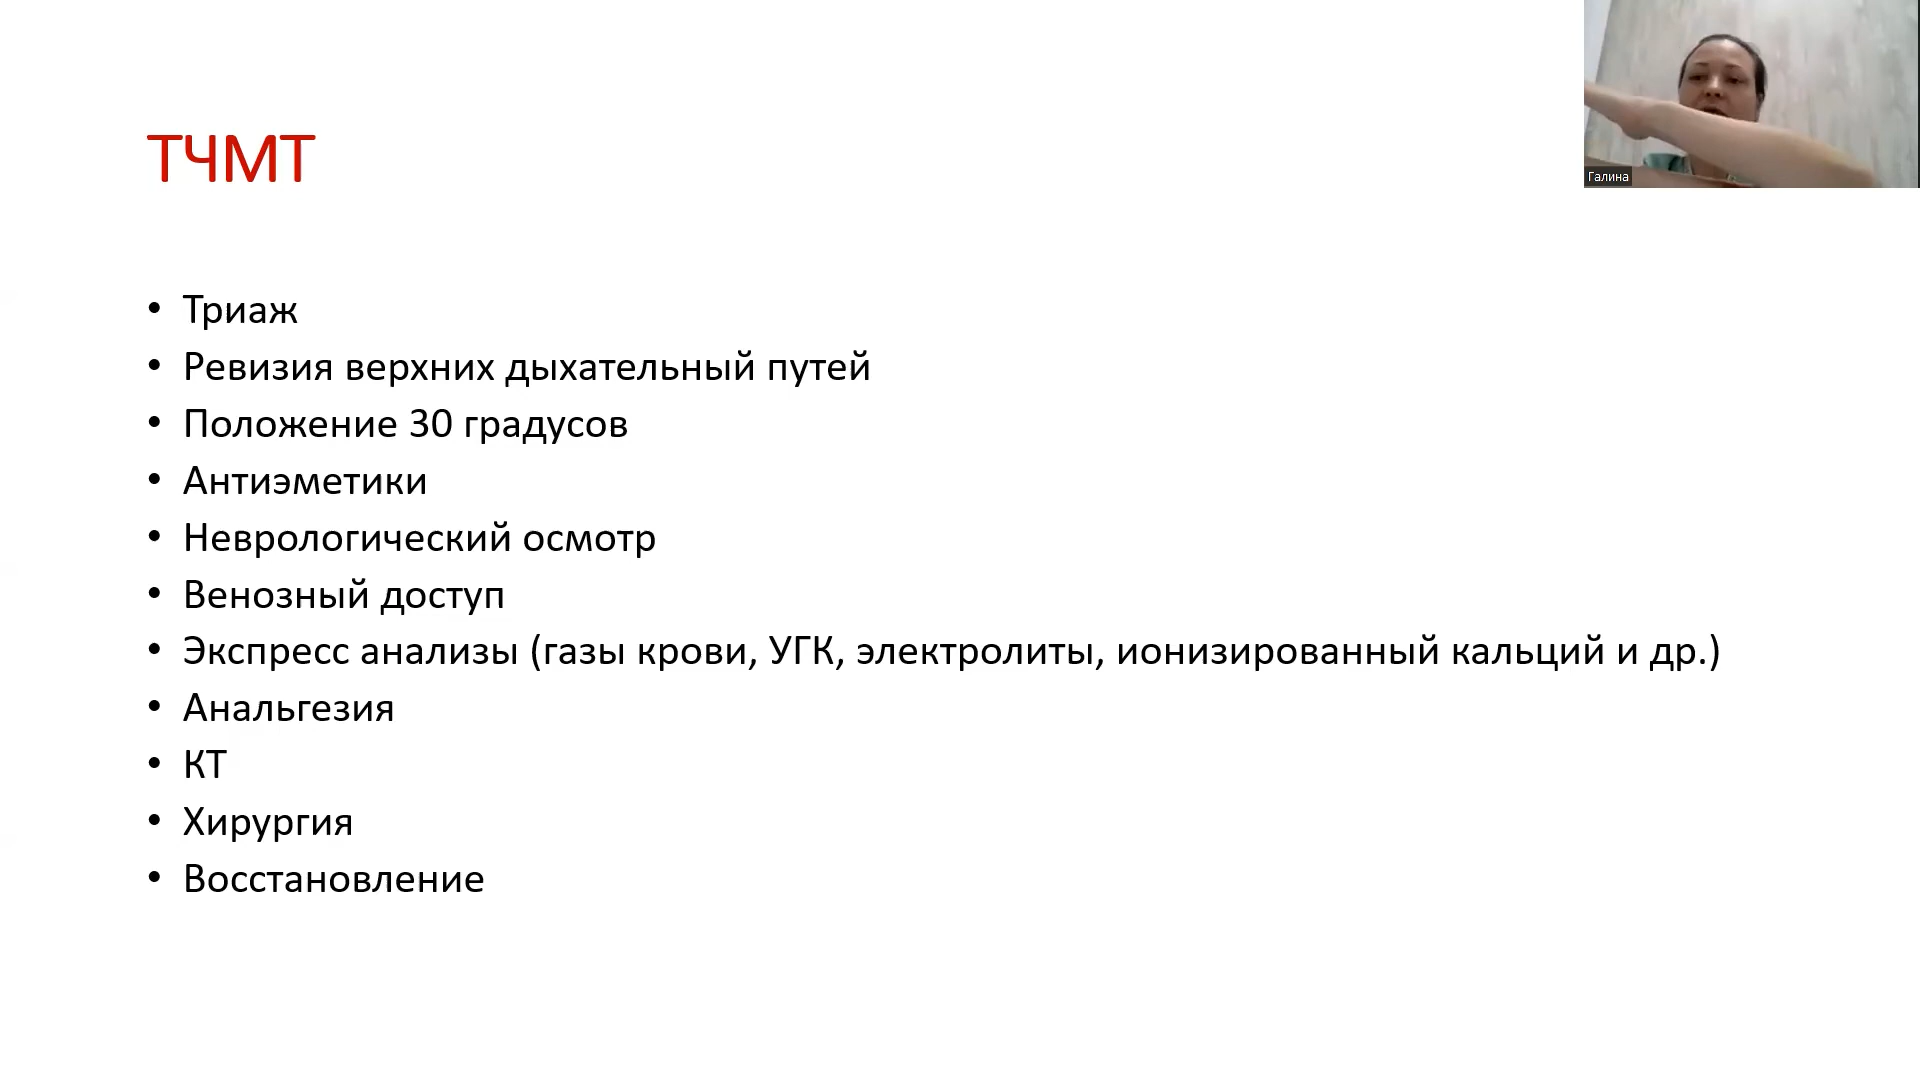 ТЧМТ
Галина
• Триаж
• Ревизия верхних дыхательный путей
• Положение 30 градусов
• Антиэметики
• Неврологический осмотр
• Венозный доступ
• Экспресс анализы (газы крови, УГК, электролиты, ионизированный кальций и др.)
• Анальгезия
• КТ
• Хирургия
• Восстановление